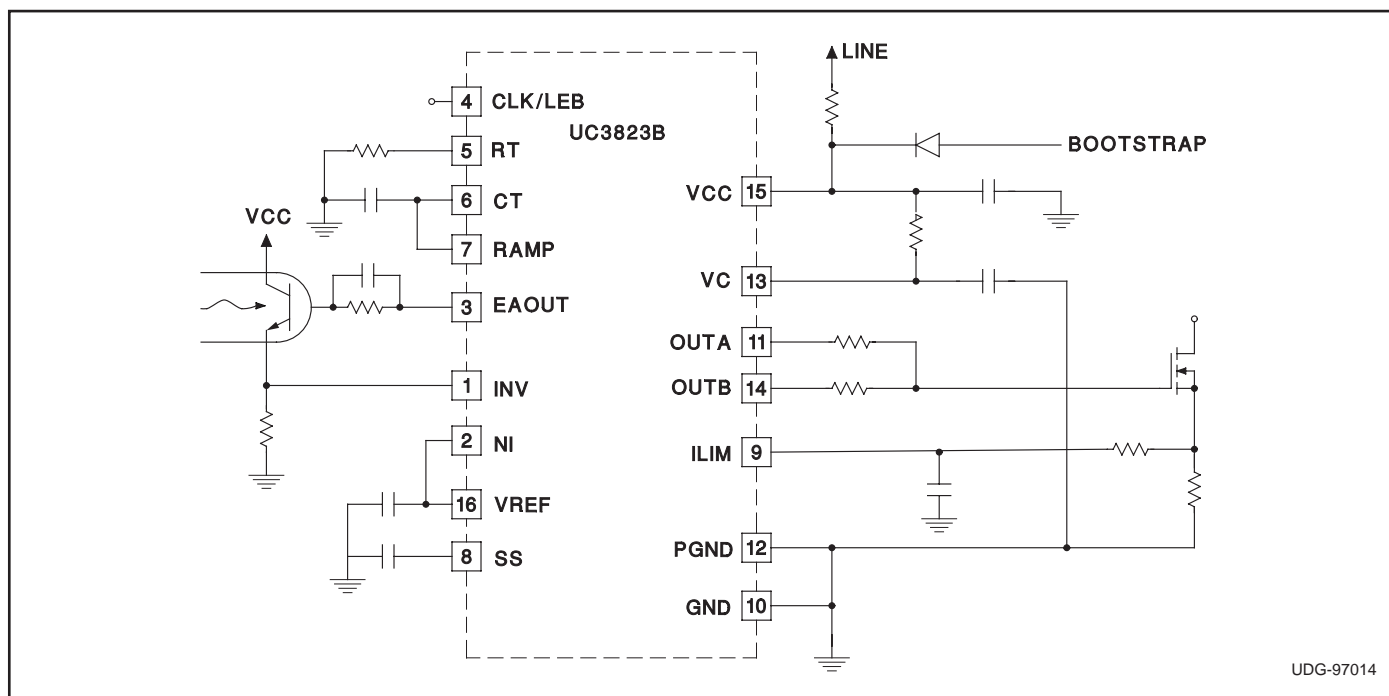 LINE
4 CLK/LEB
UC3823B
5 RT
BOOTSTRAP
VCC 15
6 CT
VCC
7 RAMP
VC 13
3 EAOUT
OUTA 11
1 INV
OUTB 14
2 NI
ILIM 9
16 VREF
PGND 12
8 SS
GND 10
UDG-97014